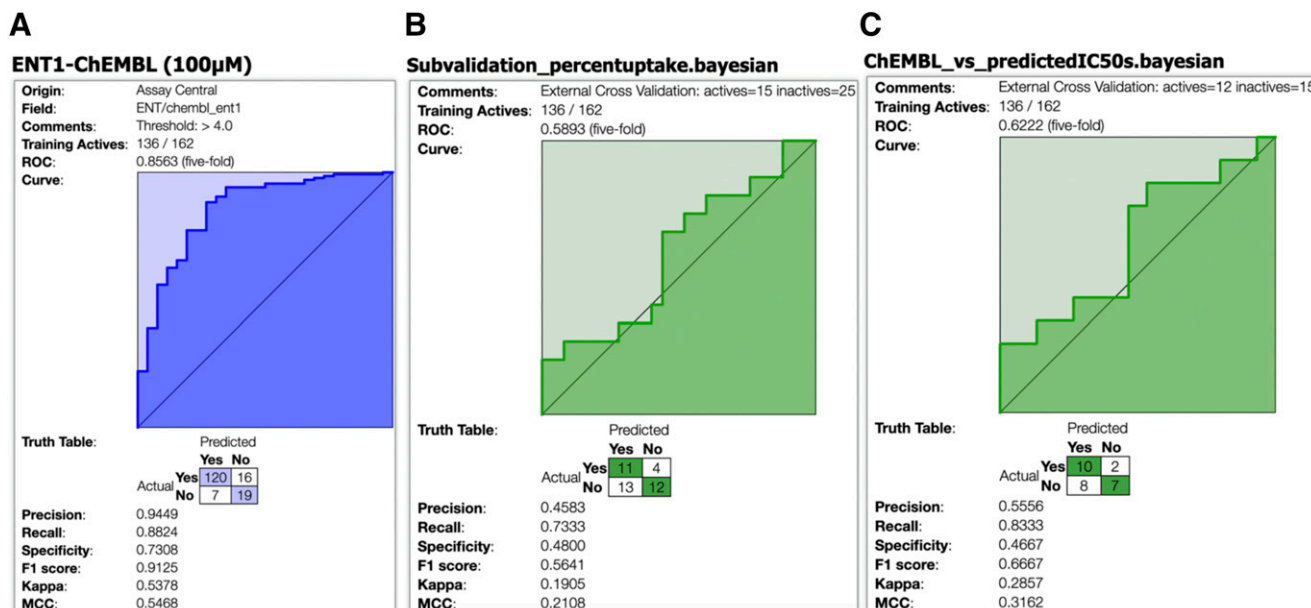 A
ENT1-ChEMBL (100µM)
Origin: Assay Central
Field: ENT/chembl_ent1
Comments: Threshold: > 4.0
Training Actives: 136 / 162
ROC: 0.8563 (five-fold)
Curve:
Truth Table: Predicted
Yes No
Actual Yes 120 16
No 7 19
Precision: 0.9449
Recall: 0.8824
Specificity: 0.7308
F1 score: 0.9125
Kappa: 0.5378
MCC: 0.5468
B
Subvalidation_percentuptake.bayesian
Comments: External Cross Validation: actives=15 inactives=25
Training Actives: 136 / 162
ROC: 0.5893 (five-fold)
Curve:
Truth Table: Predicted
Yes No
Actual Yes 11 4
No 13 12
Precision: 0.4583
Recall: 0.7333
Specificity: 0.4800
F1 score: 0.5641
Kappa: 0.1905
MCC: 0.2108
C
ChEMBL_vs_predictedIC50s.bayesian
Comments: External Cross Validation: actives=12 inactives=15
Training Actives: 136 / 162
ROC: 0.6222 (five-fold)
Curve:
Truth Table: Predicted
Yes No
Actual Yes 10 2
No 8 7
Precision: 0.5556
Recall: 0.8333
Specificity: 0.4667
F1 score: 0.6667
Kappa: 0.2857
MCC: 0.3162